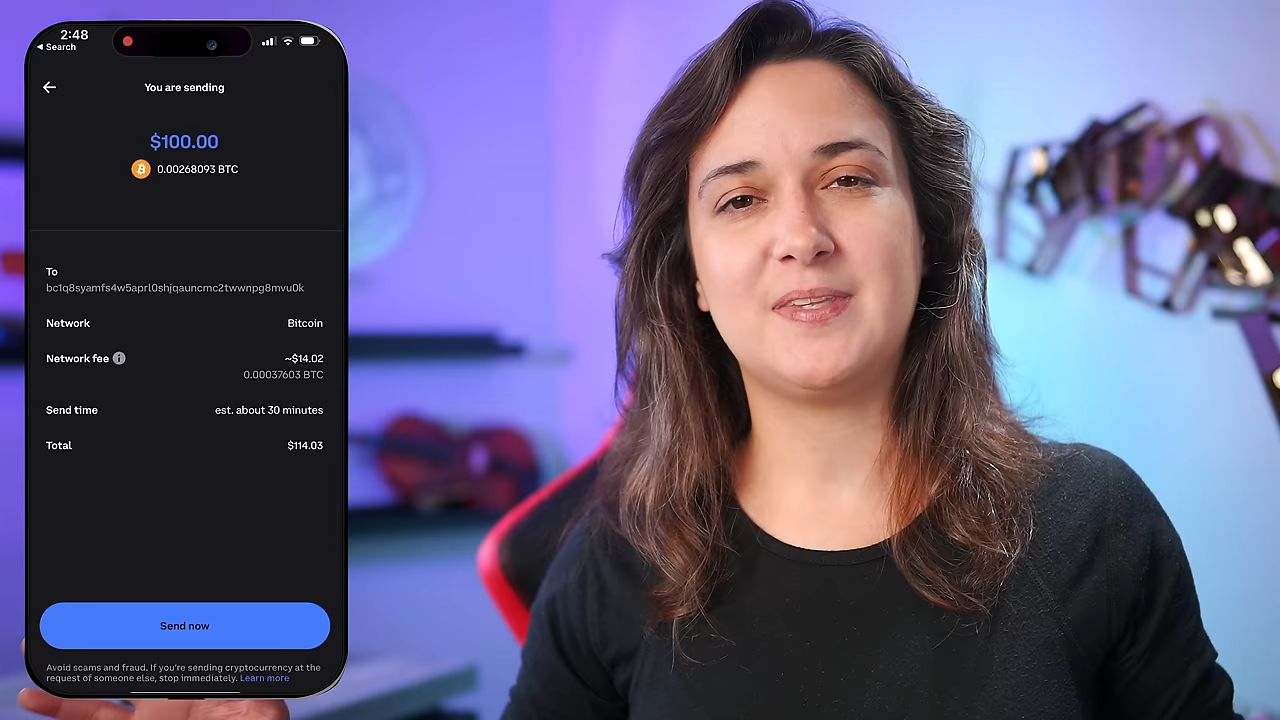 2:48
◀ Search
You are sending
$100.00
0.00268093 BTC
To
bc1q8syamfs4w5aprl0shjqauncmc2twwnpg8mvu0k
Network Bitcoin
Network fee ~$14.02
0.00037603 BTC
Send time est. about 30 minutes
Total $114.03
Send now
Avoid scams and fraud. If you're sending cryptocurrency at the
request of someone else, stop immediately. Learn more